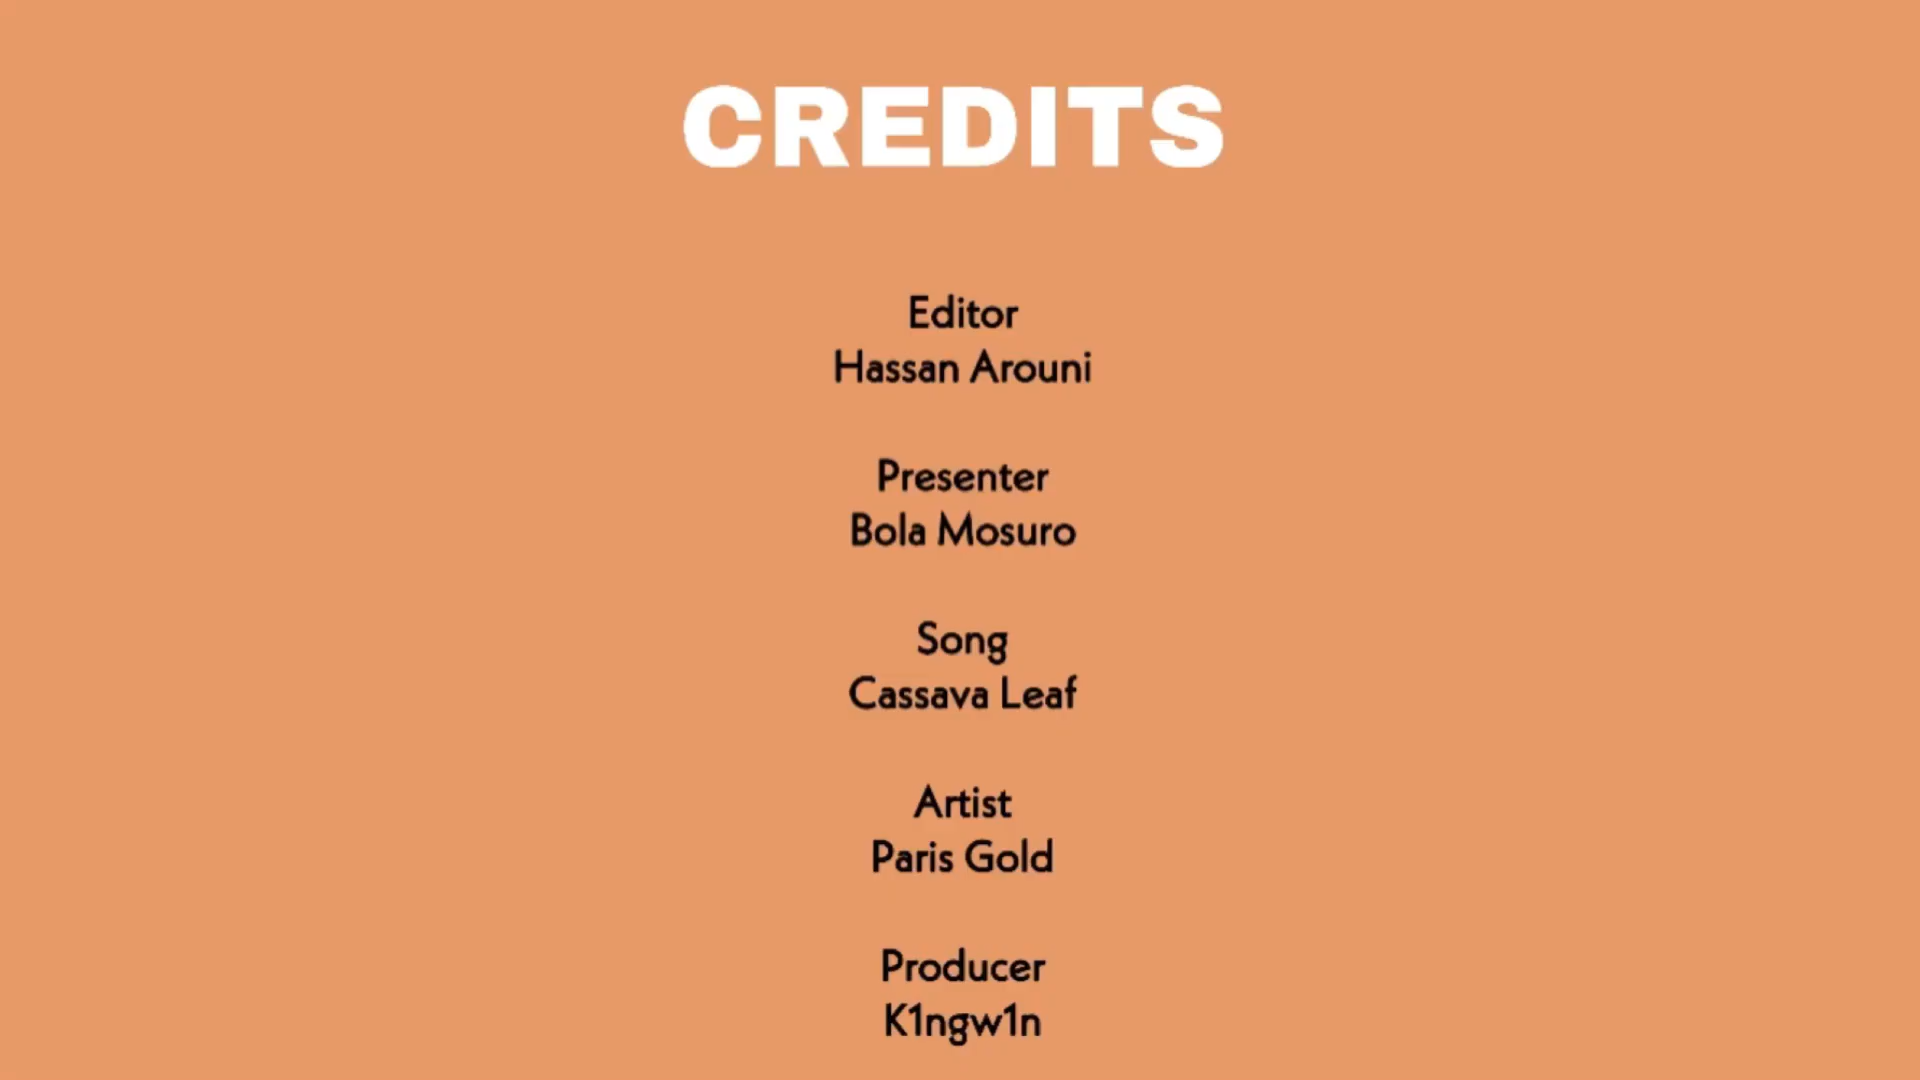 CREDITS
Editor
Hassan Arouni
Presenter
Bola Mosuro
Song
Cassava Leaf
Artist
Paris Gold
Producer
K1ngw1n